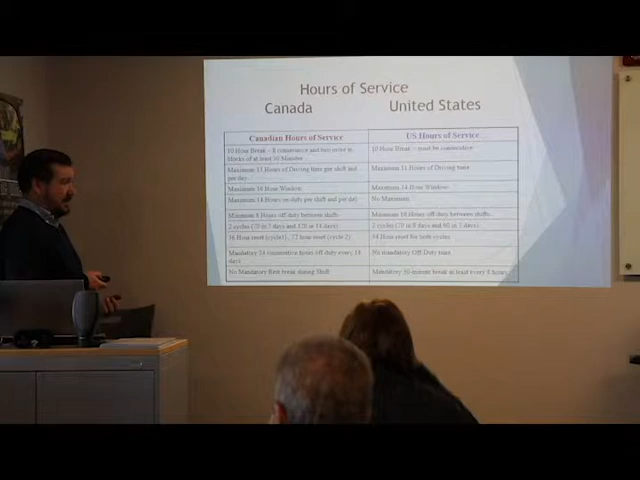 Hours of Service
Canada United States
Canadian Hours of Service
US Hours of Service
10 Hour Break – 8 consecutive and two more in
blocks of at least 30 Minutes
10 Hour Break – must be consecutive
Maximum 13 Hours of Driving time per shift and
per day
Maximum 11 Hours of Driving time
Maximum 16 Hour Window
Maximum 14 Hour Window
Maximum 14 Hours on duty per shift and per day
No Maximum
Minimum 8 Hours off duty between shifts
Minimum 10 Hours off duty between shifts
2 cycles (70 in 7 days and 120 in 14 days)
2 cycles (70 in 8 days and 60 in 7 days)
36 Hour reset (cycle1) , 72 hour reset (cycle 2)
34 Hour reset for both cycles
Mandatory 24 consecutive hours off duty every 14
days
No mandatory Off-Duty time
No Mandatory Rest break during Shift
Mandatory 30-minute break at least every 8 hours